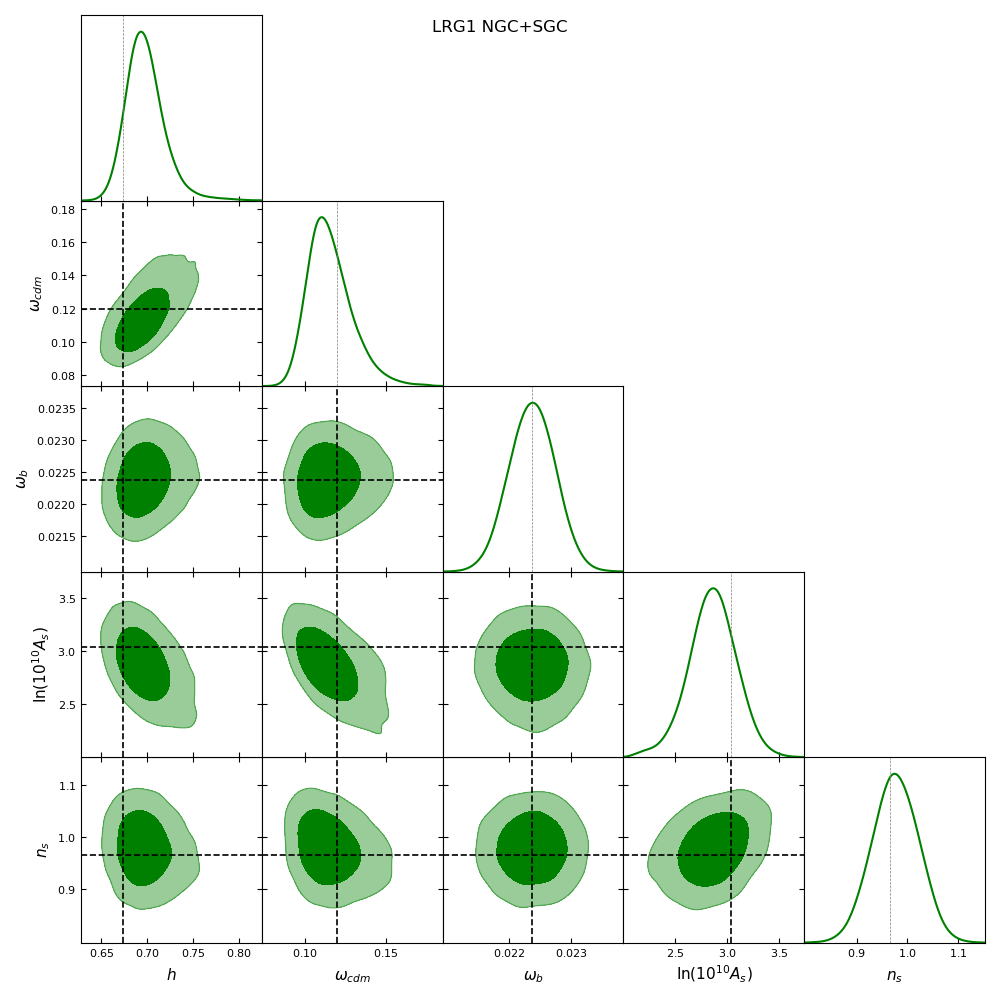 LRG1 NGC+SGC
0.18
0.16
0.14
0.12
0.10
0.08
ω_cdm
0.0235
0.0230
0.0225
0.0220
0.0215
ω_b
3.5
3.0
2.5
ln(10^{10}A_s)
1.1
1.0
0.9
n_s
0.65 0.70 0.75 0.80 0.10 0.15 0.022 0.023 2.5 3.0 3.5 0.9 1.0 1.1
h ω_cdm ω_b ln(10^{10}A_s) n_s